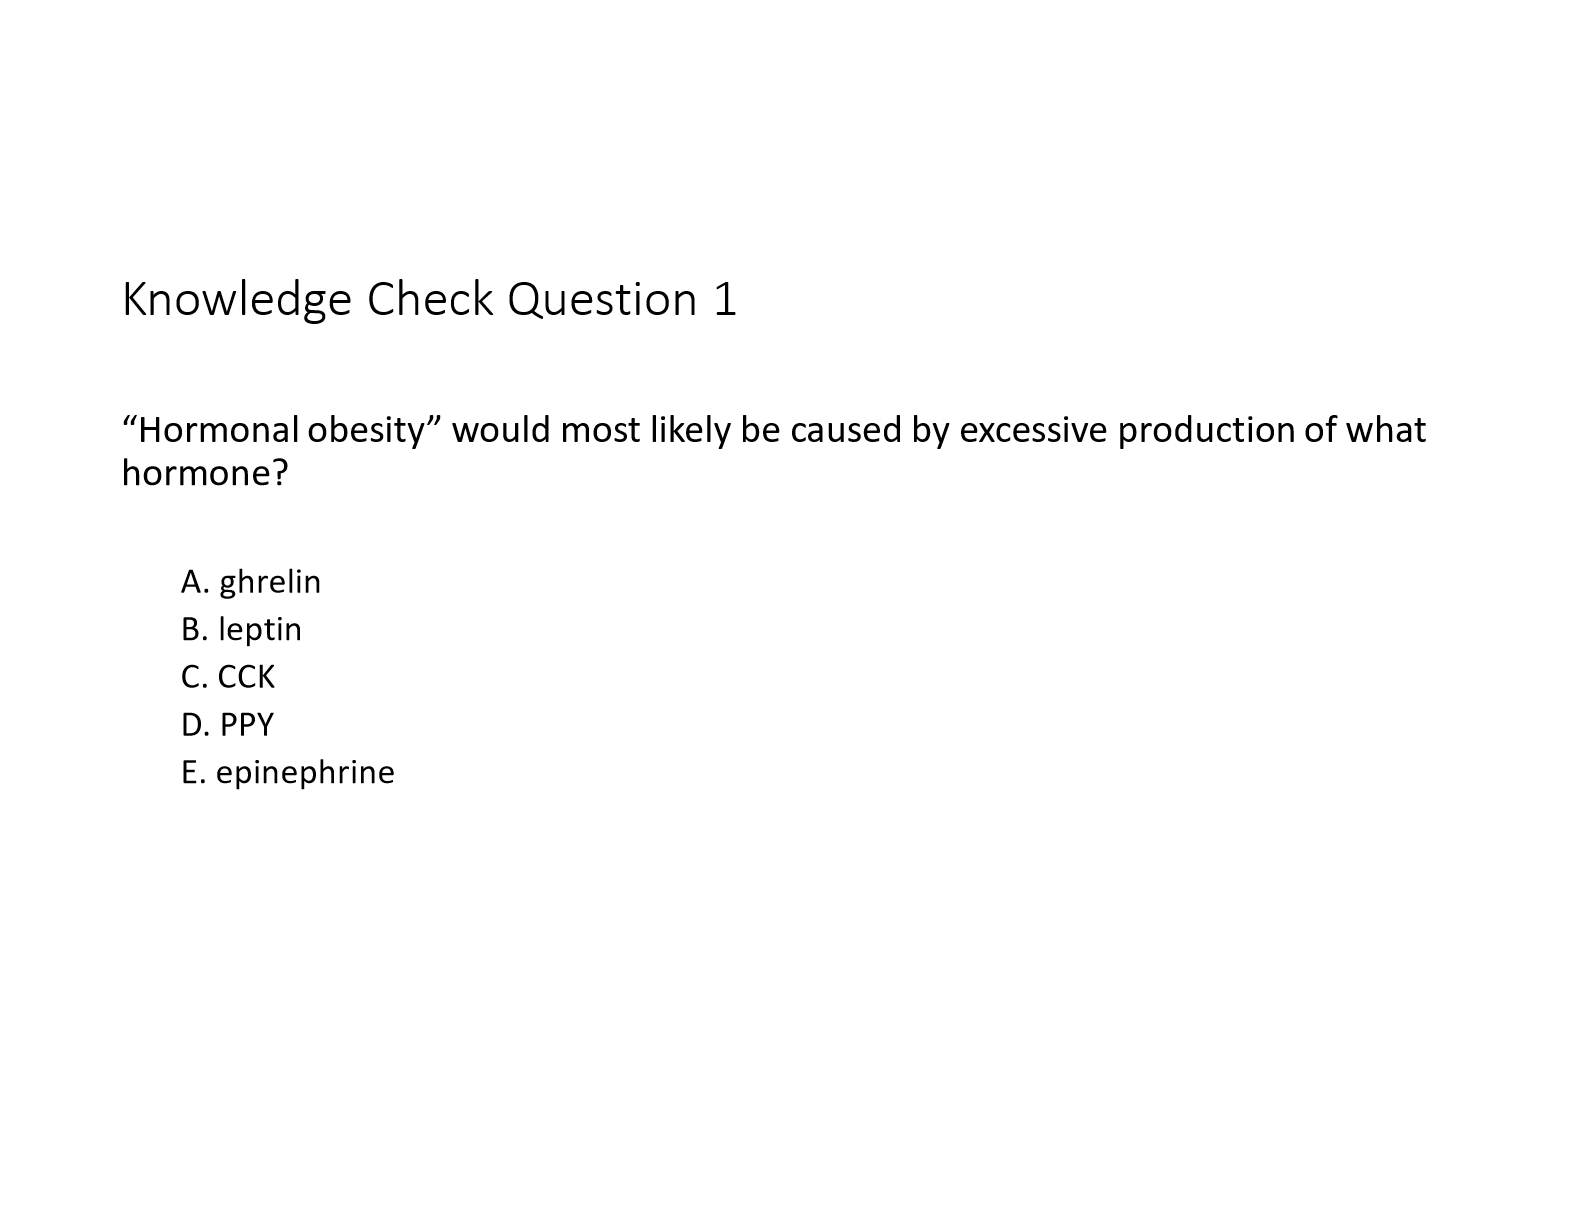 Knowledge Check Question 1
“Hormonal obesity” would most likely be caused by excessive production of what
hormone?
A. ghrelin
B. leptin
C. CCK
D. PPY
E. epinephrine